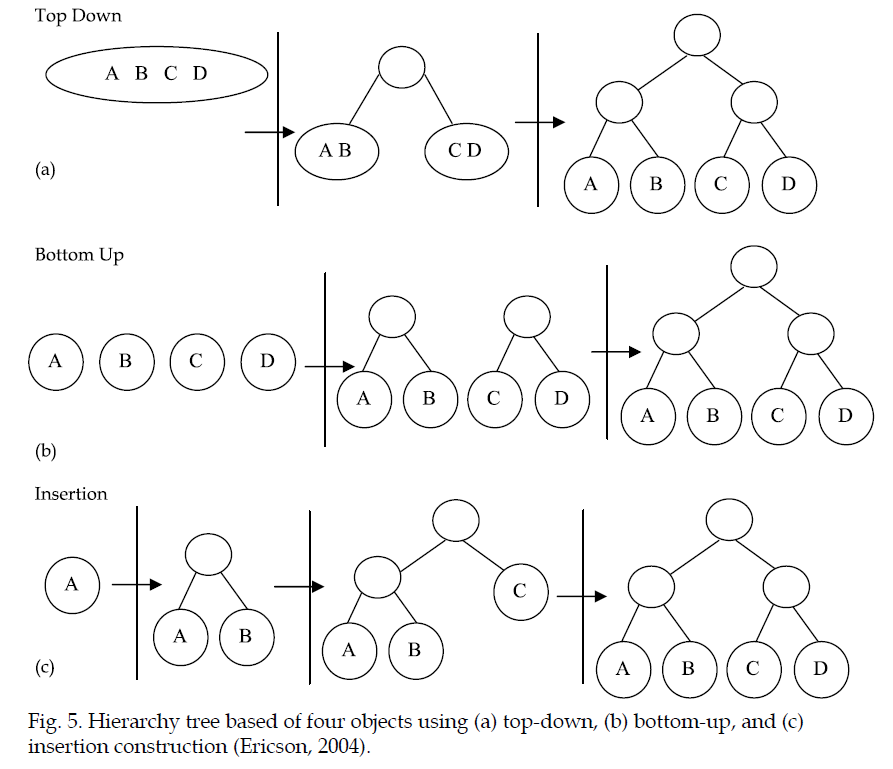 Top Down
A B C D
A B
C D
A
B
C
D
(a)
Bottom Up
A
B
C
D
A
B
C
D
A
B
C
D
(b)
Insertion
A
A
B
A
B
C
A
B
C
D
(c)
Fig. 5. Hierarchy tree based of four objects using (a) top-down, (b) bottom-up, and (c)
insertion construction (Ericson, 2004).